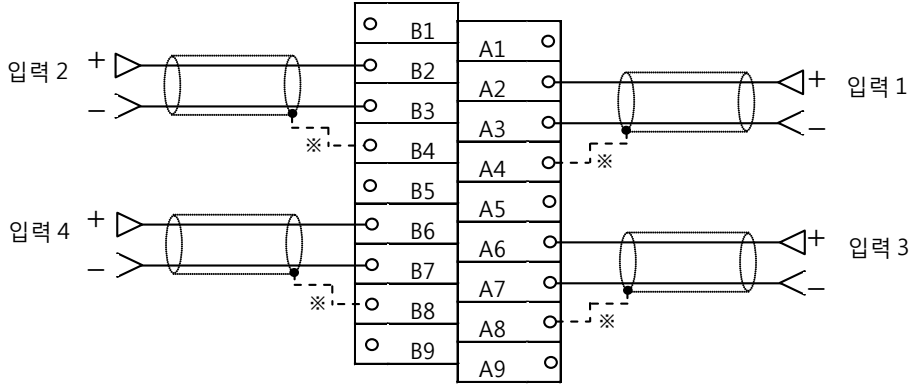 B1
A1
입력 2 + B2
A2 + 입력 1
− B3
A3 −
※ B4
A4 ※
B5
A5
입력 4 + B6
A6 + 입력 3
− B7
A7 −
※ B8
A8 ※
B9
A9